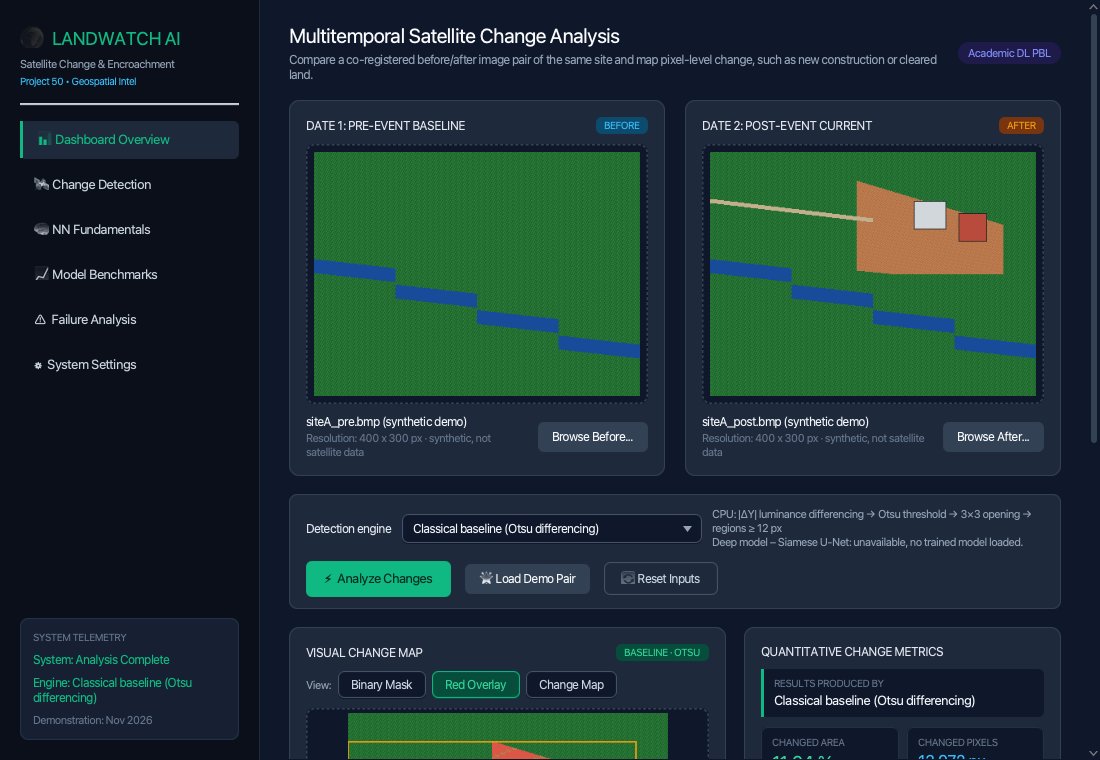 LANDWATCH AI
Satellite Change & Encroachment
Project 50 • Geospatial Intel
Dashboard Overview
Change Detection
NN Fundamentals
Model Benchmarks
Failure Analysis
System Settings
SYSTEM TELEMETRY
System: Analysis Complete
Engine: Classical baseline (Otsu
differencing)
Demonstration: Nov 2026
Multitemporal Satellite Change Analysis
Compare a co-registered before/after image pair of the same site and map pixel-level change, such as new construction or cleared
land.
Academic DL PBL
DATE 1: PRE-EVENT BASELINE
BEFORE
siteA_pre.bmp (synthetic demo)
Resolution: 400 x 300 px · synthetic, not
satellite data
Browse Before...
DATE 2: POST-EVENT CURRENT
AFTER
siteA_post.bmp (synthetic demo)
Resolution: 400 x 300 px · synthetic, not satellite
data
Browse After...
Detection engine
Classical baseline (Otsu differencing)
CPU: |ΔY| luminance differencing → Otsu threshold → 3×3 opening →
regions ≥ 12 px
Deep model – Siamese U-Net: unavailable, no trained model loaded.
⚡ Analyze Changes
Load Demo Pair
Reset Inputs
VISUAL CHANGE MAP
BASELINE · OTSU
View:
Binary Mask
Red Overlay
Change Map
QUANTITATIVE CHANGE METRICS
RESULTS PRODUCED BY
Classical baseline (Otsu differencing)
CHANGED AREA
CHANGED PIXELS